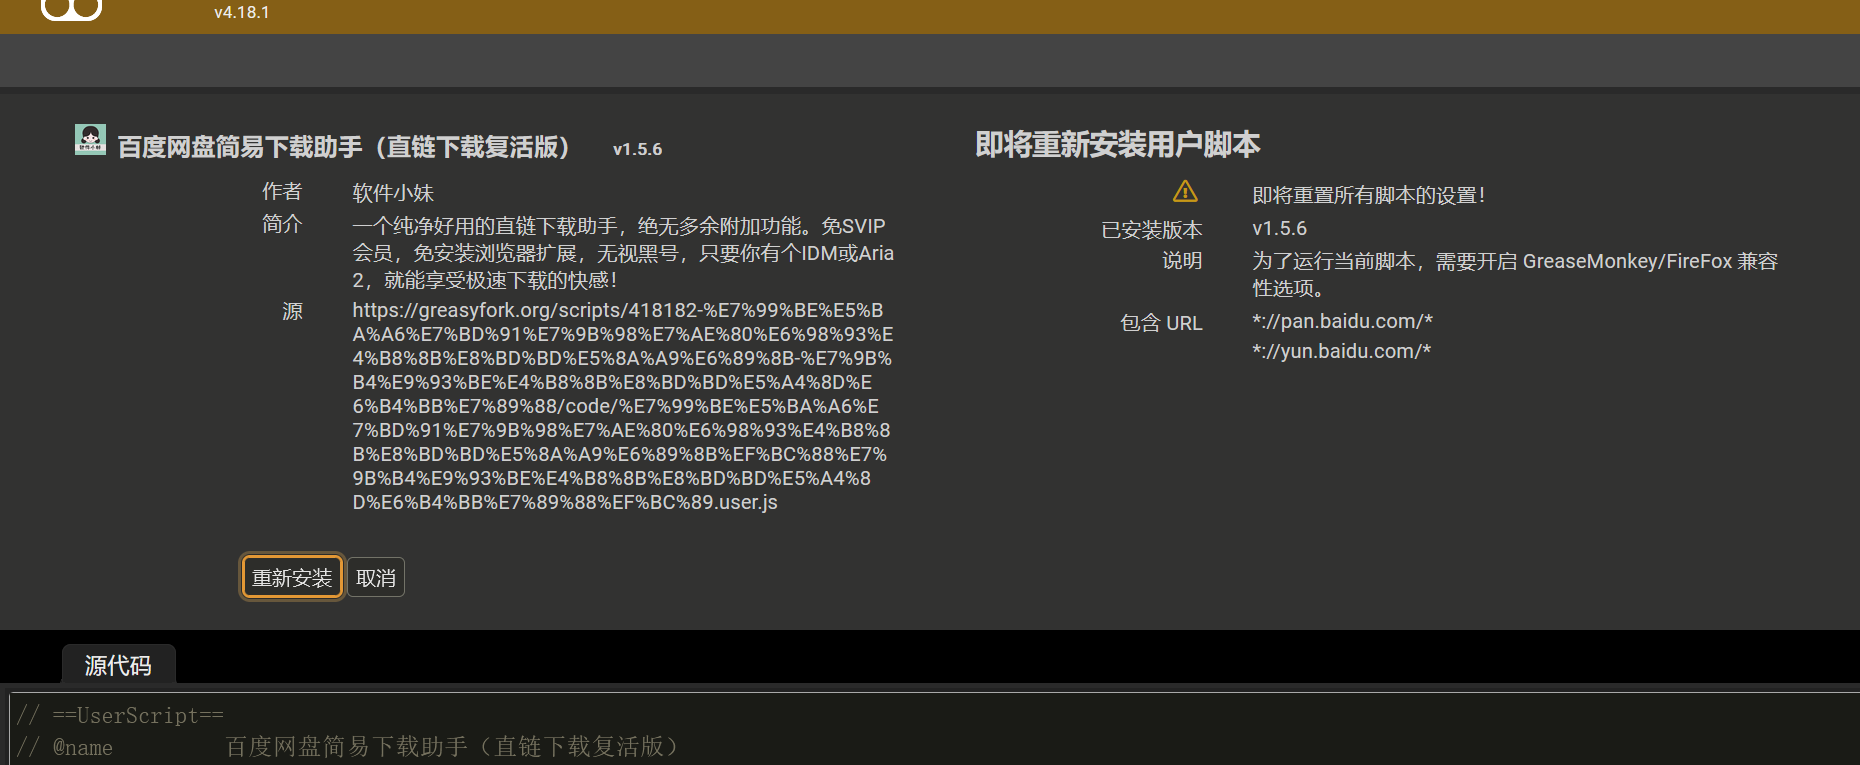 v4.18.1
百度网盘简易下载助手（直链下载复活版） v1.5.6
作者 软件小妹
简介 一个纯净好用的直链下载助手，绝无多余附加功能。免SVIP
会员，免安装浏览器扩展，无视黑号，只要你有个IDM或Aria
2，就能享受极速下载的快感！
源 https://greasyfork.org/scripts/418182-%E7%99%BE%E5%B
A%A6%E7%BD%91%E7%9B%98%E7%AE%80%E6%98%93%E
4%B8%8B%E8%BD%BD%E5%8A%A9%E6%89%8B-%E7%9B%
B4%E9%93%BE%E4%B8%8B%E8%BD%BD%E5%A4%8D%E
6%B4%BB%E7%89%88/code/%E7%99%BE%E5%BA%A6%E
7%BD%91%E7%9B%98%E7%AE%80%E6%98%93%E4%B8%8
B%E8%BD%BD%E5%8A%A9%E6%89%8B%EF%BC%88%E7%
9B%B4%E9%93%BE%E4%B8%8B%E8%BD%BD%E5%A4%8
D%E6%B4%BB%E7%89%88%EF%BC%89.user.js
重新安装 取消
即将重新安装用户脚本
即将重置所有脚本的设置！
已安装版本 v1.5.6
说明 为了运行当前脚本，需要开启 GreaseMonkey/FireFox 兼容
性选项。
包含 URL *://pan.baidu.com/*
*://yun.baidu.com/*
源代码
// ==UserScript==
// @name 百度网盘简易下载助手（直链下载复活版）